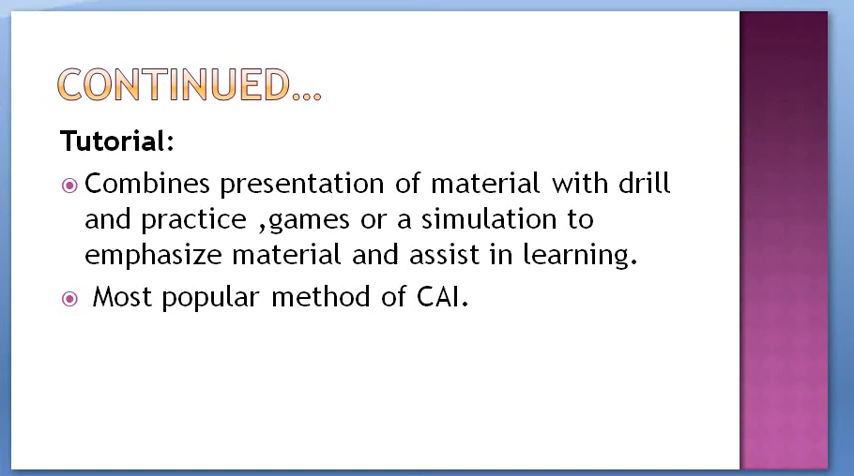 CONTINUED...
Tutorial:
Combines presentation of material with drill
and practice ,games or a simulation to
emphasize material and assist in learning.
Most popular method of CAI.